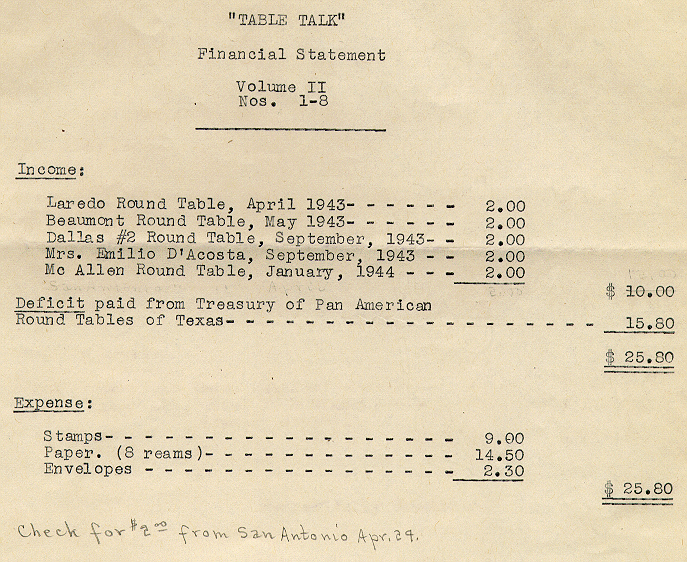 "TABLE TALK"
Financial Statement
Volume II
Nos. 1-8
Income:
Laredo Round Table, April 1943- - - - - - 2.00
Beaumont Round Table, May 1943- - - - - - 2.00
Dallas #2 Round Table, September, 1943- - 2.00
Mrs. Emilio D'Acosta, September, 1943 - - 2.00
Mc Allen Round Table, January, 1944 - - - 2.00
$ 10.00
Deficit paid from Treasury of Pan American
Round Tables of Texas- - - - - - - - - - - - - - - - - - - 15.80
$ 25.80
Expense:
Stamps- - - - - - - - - - - - - - - - - - 9.00
Paper. (8 reams)- - - - - - - - - - - - - 14.50
Envelopes - - - - - - - - - - - - - - - - 2.30
$ 25.80
Check for $2.00 from San Antonio Apr. 29.